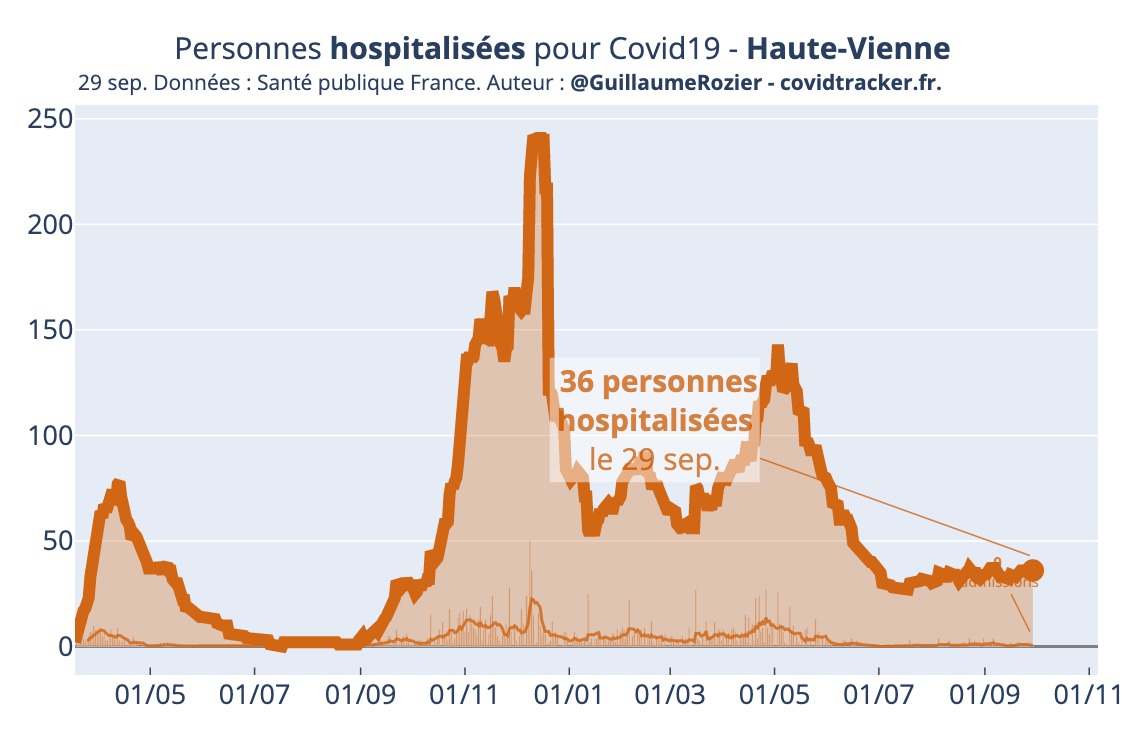 Personnes hospitalisées pour Covid19 - Haute-Vienne
29 sep. Données : Santé publique France. Auteur : @GuillaumeRozier - covidtracker.fr.
250
200
150
100
50
0
36 personnes
hospitalisées
le 29 sep.
admissions
01/05 01/07 01/09 01/11 01/01 01/03 01/05 01/07 01/09 01/11